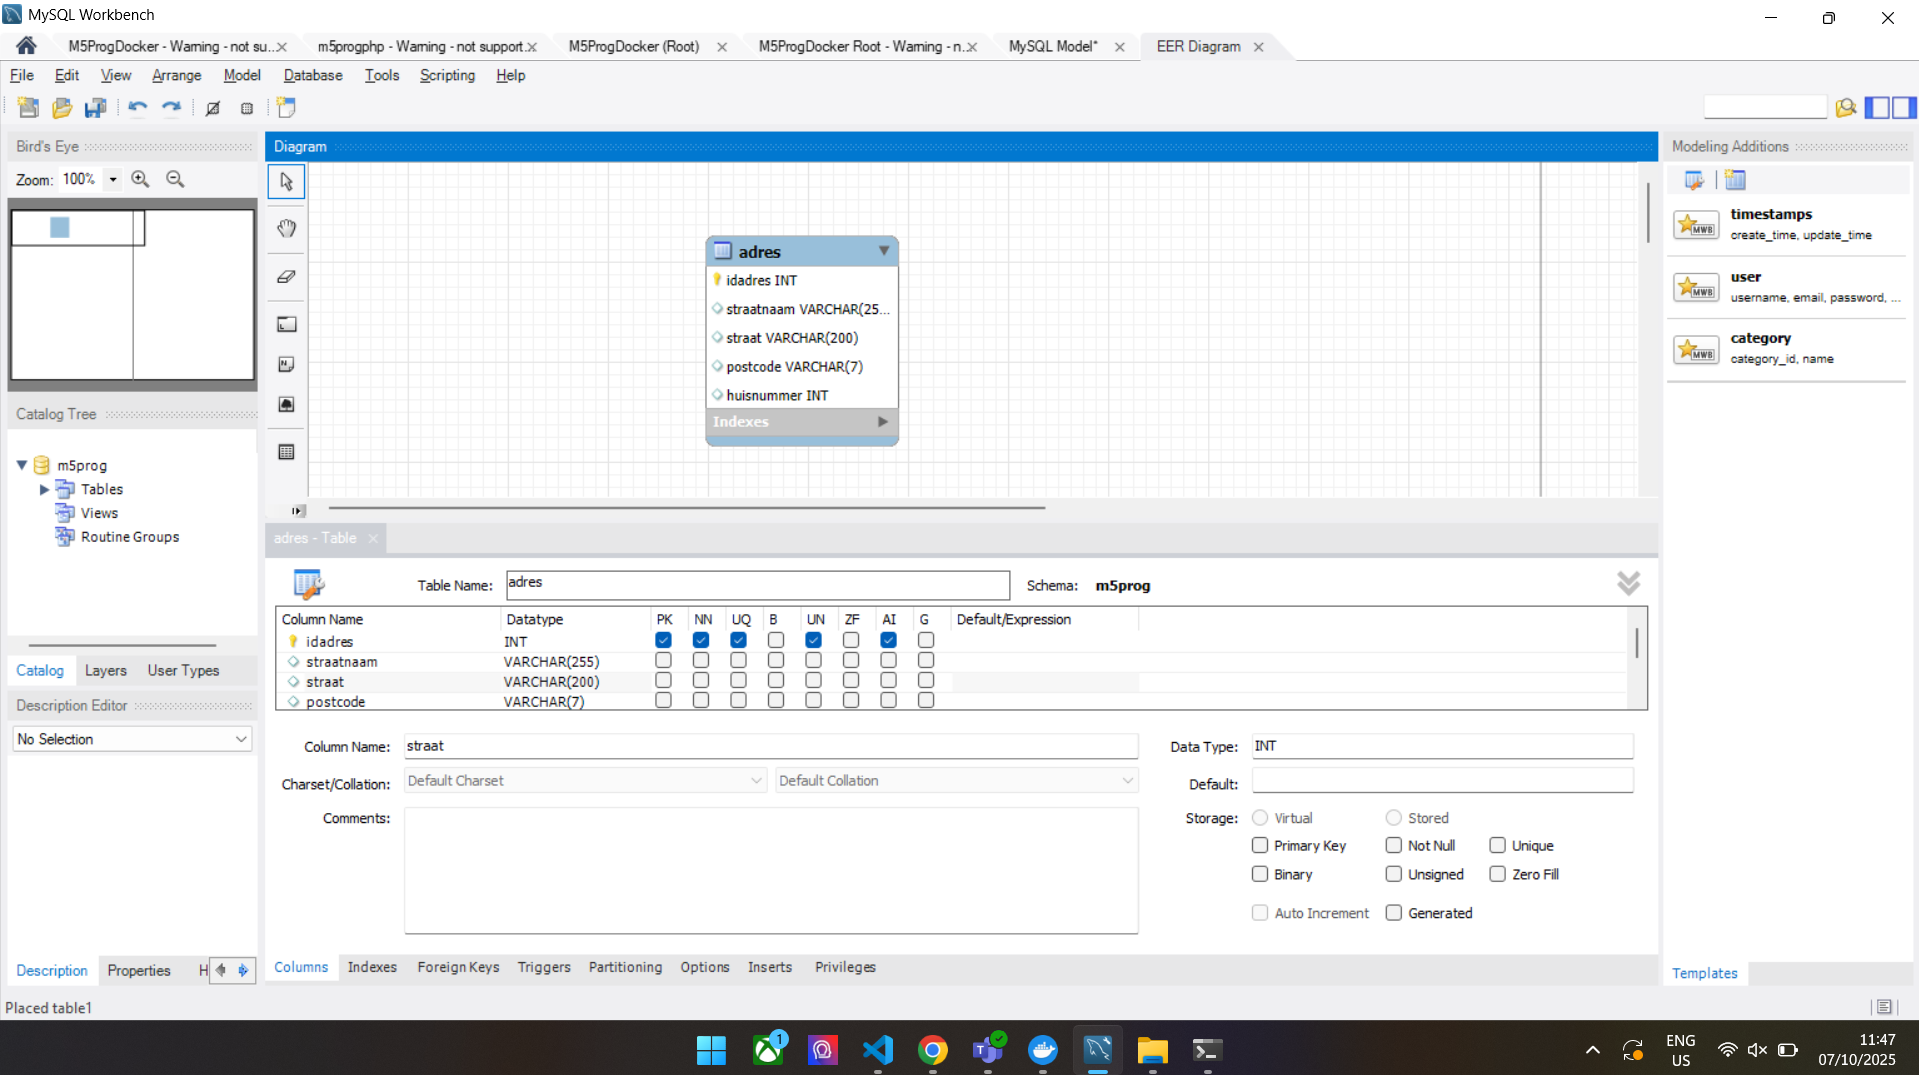 MySQL Workbench
M5ProgDocker - Warning - not su...
m5progphp - Warning - not support...
M5ProgDocker (Root)
M5ProgDocker Root - Warning - n...
MySQL Model*
EER Diagram
File Edit View Arrange Model Database Tools Scripting Help
Bird's Eye
Zoom: 100%
Diagram
Modeling Additions
timestamps
create_time, update_time
user
username, email, password, ...
category
category_id, name
adres
idadres INT
straatnaam VARCHAR(25...
straat VARCHAR(200)
postcode VARCHAR(7)
huisnummer INT
Indexes
Catalog Tree
m5prog
Tables
Views
Routine Groups
Catalog Layers User Types
Description Editor
No Selection
Description Properties H
adres - Table
Table Name: adres Schema: m5prog
Column Name Datatype PK NN UQ B UN ZF AI G Default/Expression
idadres INT
straatnaam VARCHAR(255)
straat VARCHAR(200)
postcode VARCHAR(7)
Column Name: straat Data Type: INT
Charset/Collation: Default Charset Default Collation Default:
Comments: Storage: Virtual Stored
Primary Key Not Null Unique
Binary Unsigned Zero Fill
Auto Increment Generated
Columns Indexes Foreign Keys Triggers Partitioning Options Inserts Privileges
Templates
Placed table1
1
ENG
US
11:47
07/10/2025